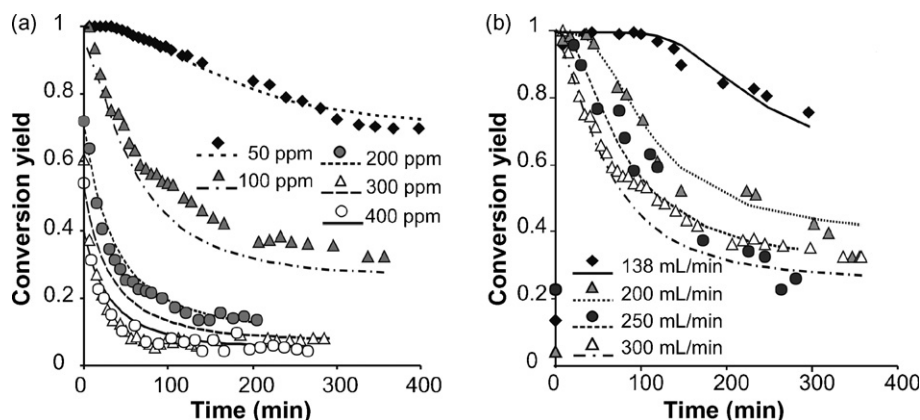 (a)
Conversion yield
1
0.8
0.6
0.4
0.2
0
50 ppm
100 ppm
200 ppm
300 ppm
400 ppm
0 100 200 300 400
Time (min)
(b)
Conversion yield
1
0.8
0.6
0.4
0.2
0
138 mL/min
200 mL/min
250 mL/min
300 mL/min
0 100 200 300 400
Time (min)